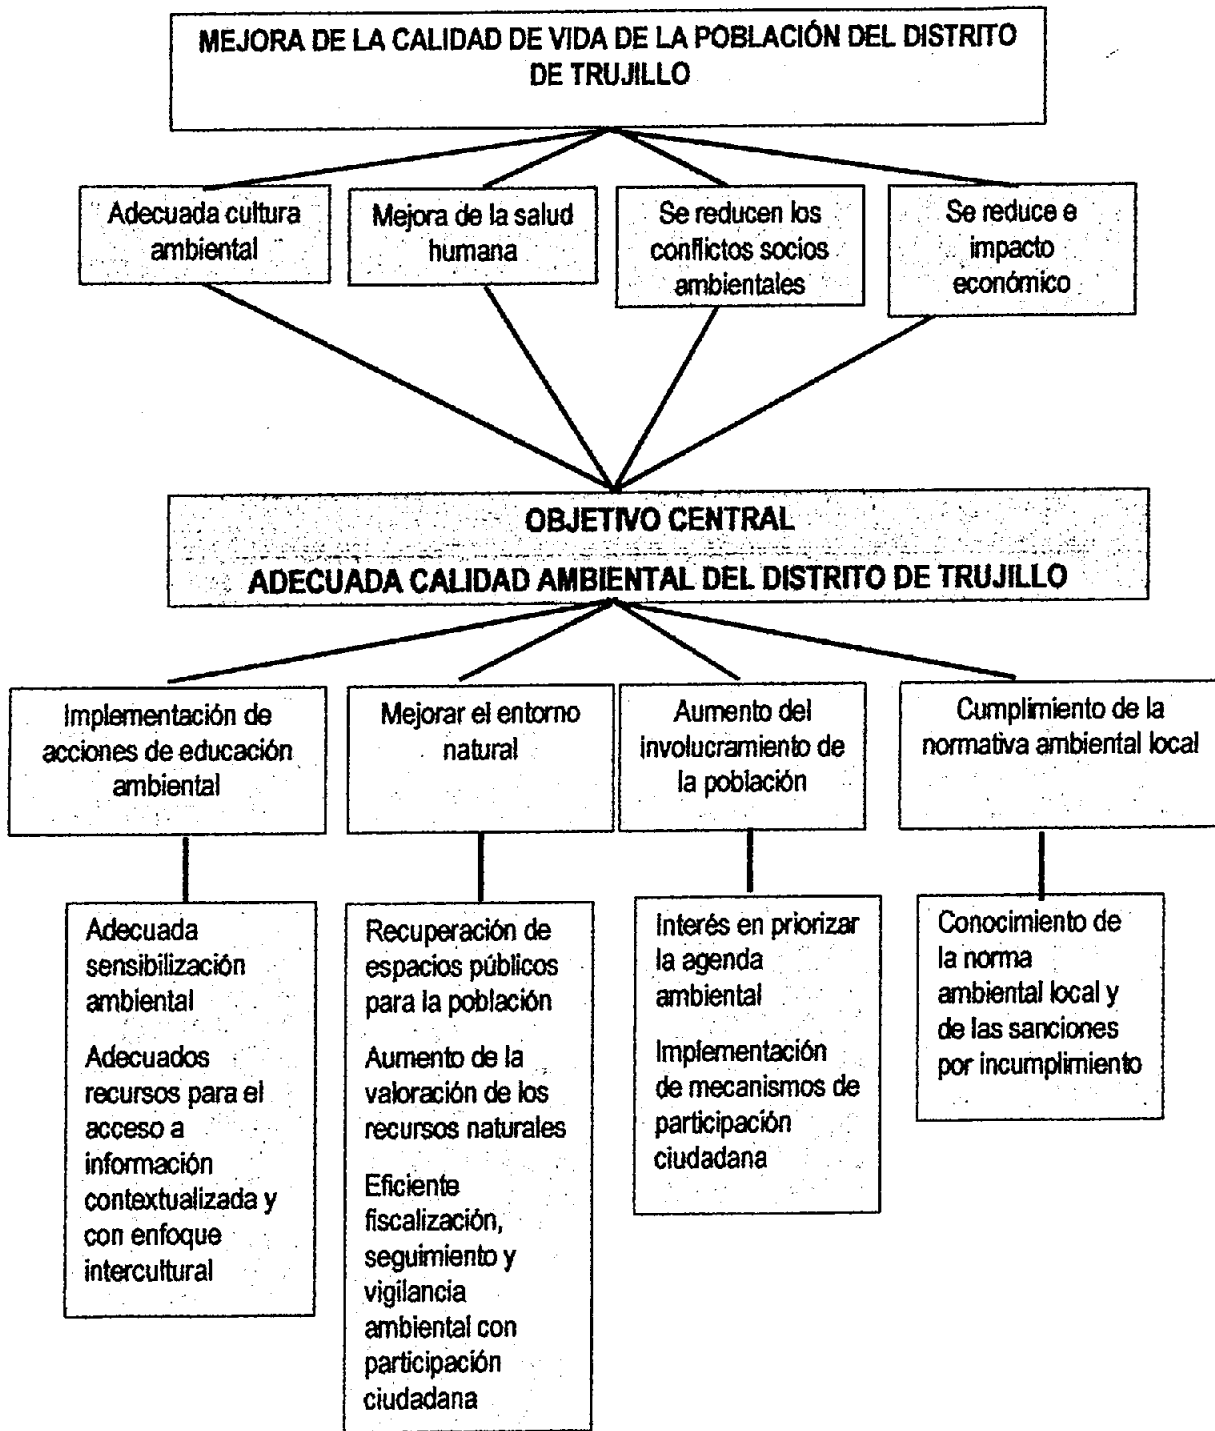 MEJORA DE LA CALIDAD DE VIDA DE LA POBLACIÓN DEL DISTRITO
DE TRUJILLO
Adecuada cultura
ambiental
Mejora de la salud
humana
Se reducen los
conflictos socios
ambientales
Se reduce e
impacto
económico
OBJETIVO CENTRAL
ADECUADA CALIDAD AMBIENTAL DEL DISTRITO DE TRUJILLO
Implementación de
acciones de educación
ambiental
Mejorar el entorno
natural
Aumento del
involucramiento de
la población
Cumplimiento de la
normativa ambiental local
Adecuada
sensibilización
ambiental
Adecuados
recursos para el
acceso a
información
contextualizada y
con enfoque
intercultural
Recuperación de
espacios públicos
para la población
Aumento de la
valoración de los
recursos naturales
Eficiente
fiscalización,
seguimiento y
vigilancia
ambiental con
participación
ciudadana
Interés en priorizar
la agenda
ambiental
Implementación
de mecanismos de
participación
ciudadana
Conocimiento de
la norma
ambiental local y
de las sanciones
por incumplimiento